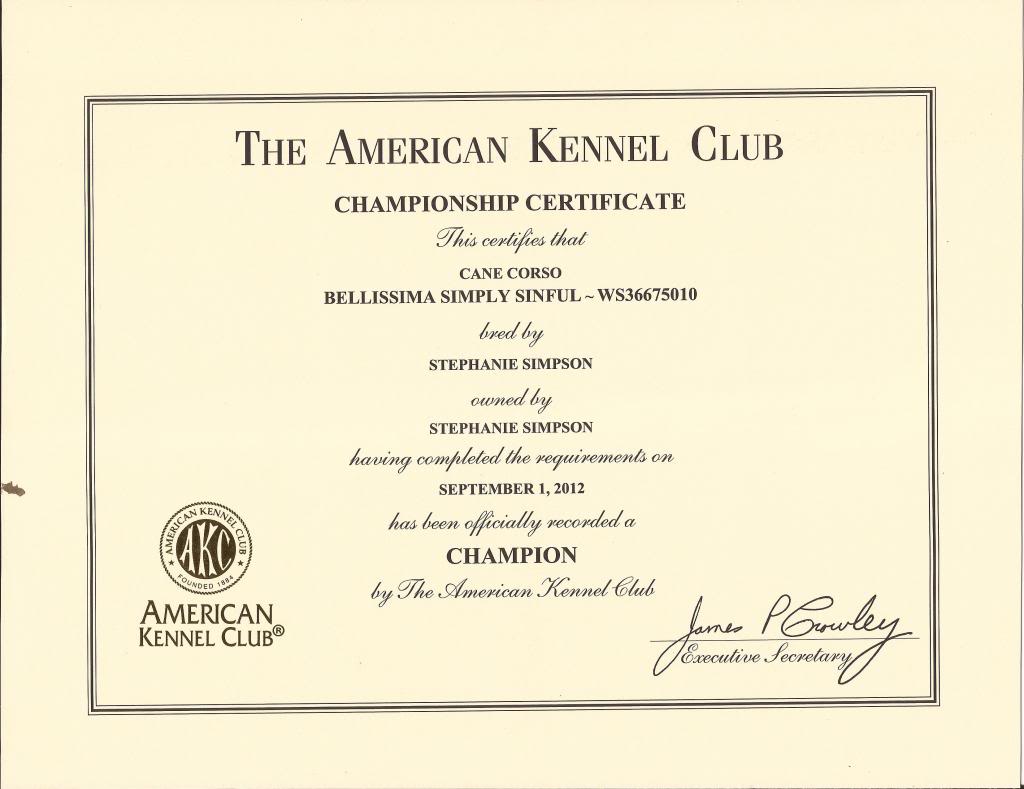 THE AMERICAN KENNEL CLUB
CHAMPIONSHIP CERTIFICATE
This certifies that
CANE CORSO
BELLISSIMA SIMPLY SINFUL ~ WS36675010
bred by
STEPHANIE SIMPSON
owned by
STEPHANIE SIMPSON
having completed the requirements on
SEPTEMBER 1, 2012
has been officially recorded a
CHAMPION
by The American Kennel Club
AMERICAN KENNEL CLUB
AKC
FOUNDED 1884
AMERICAN
KENNEL CLUB®
James P Crowley
Executive Secretary